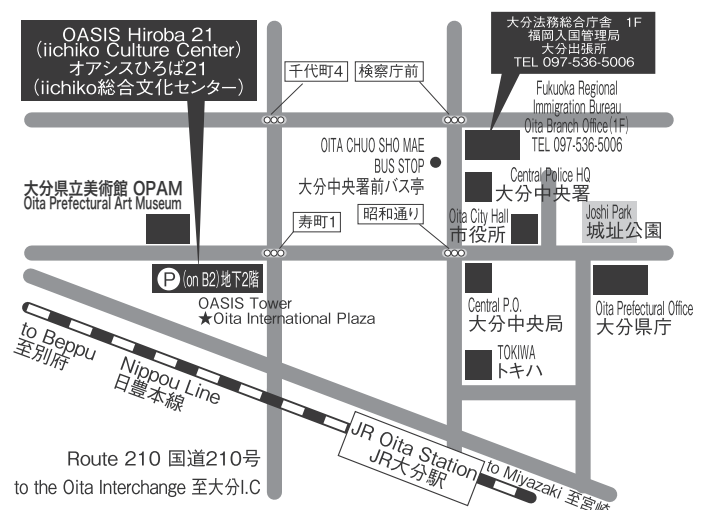 OASIS Hiroba 21
(iichiko Culture Center)
オアシスひろば21
(iichiko総合文化センター)
大分法務総合庁舎　1F
福岡入国管理局
大分出張所
TEL 097-536-5006
千代町4
検察庁前
Fukuoka Regional
Immigration Bureau
Oita Branch Office(1F)
TEL 097-536-5006
OITA CHUO SHO MAE
BUS STOP
大分中央署前バス亭
Central Police HQ
大分中央署
大分県立美術館 OPAM
Oita Prefectural Art Museum
寿町1
昭和通り
Oita City Hall
市役所
Joshi Park
城址公園
P (on B2)地下2階
OASIS Tower
★Oita International Plaza
Central P.O.
大分中央局
Oita Prefectural Office
大分県庁
to Beppu
至別府
Nippou Line
日豊本線
TOKIWA
トキハ
JR Oita Station
JR大分駅
to Miyazaki 至宮崎
Route 210 国道210号
to the Oita Interchange 至大分I.C